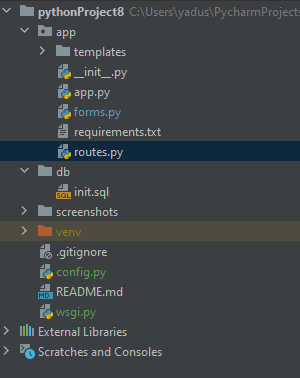 pythonProject8 C:\Users\yadus\PycharmProjects
app
templates
__init__.py
app.py
forms.py
requirements.txt
routes.py
db
init.sql
SQL
screenshots
venv
.gitignore
config.py
MD README.md
wsgi.py
External Libraries
Scratches and Consoles